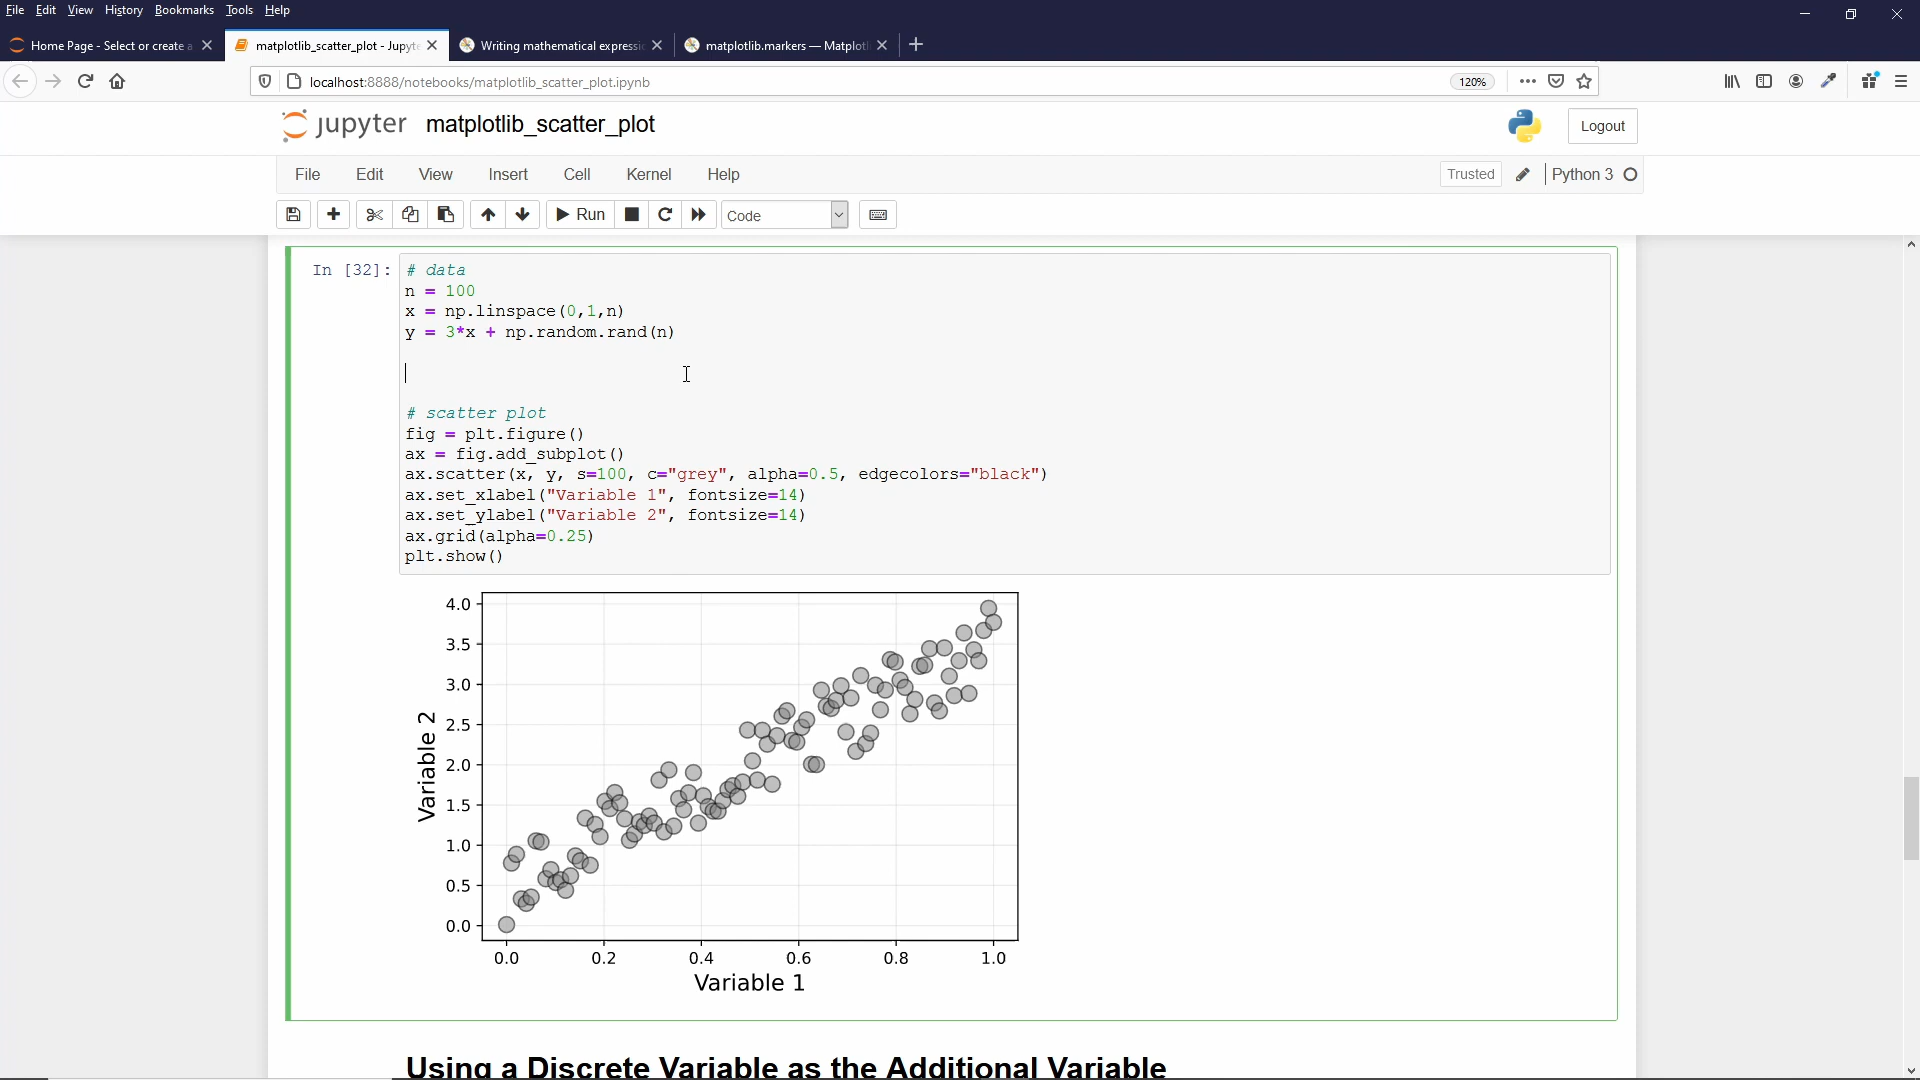 File Edit View History Bookmarks Tools Help
Home Page - Select or create a
matplotlib_scatter_plot - Jupyte
Writing mathematical expressi
matplotlib.markers — Matplotl
localhost:8888/notebooks/matplotlib_scatter_plot.ipynb
120%
jupyter matplotlib_scatter_plot
Logout
File Edit View Insert Cell Kernel Help
Trusted
Python 3
Run
Code
In [32]:
# data
n = 100
x = np.linspace(0,1,n)
y = 3*x + np.random.rand(n)
# scatter plot
fig = plt.figure()
ax = fig.add_subplot()
ax.scatter(x, y, s=100, c="grey", alpha=0.5, edgecolors="black")
ax.set_xlabel("Variable 1", fontsize=14)
ax.set_ylabel("Variable 2", fontsize=14)
ax.grid(alpha=0.25)
plt.show()
4.0
3.5
3.0
2.5
2.0
1.5
1.0
0.5
0.0
Variable 2
0.0 0.2 0.4 0.6 0.8 1.0
Variable 1
Using a Discrete Variable as the Additional Variable